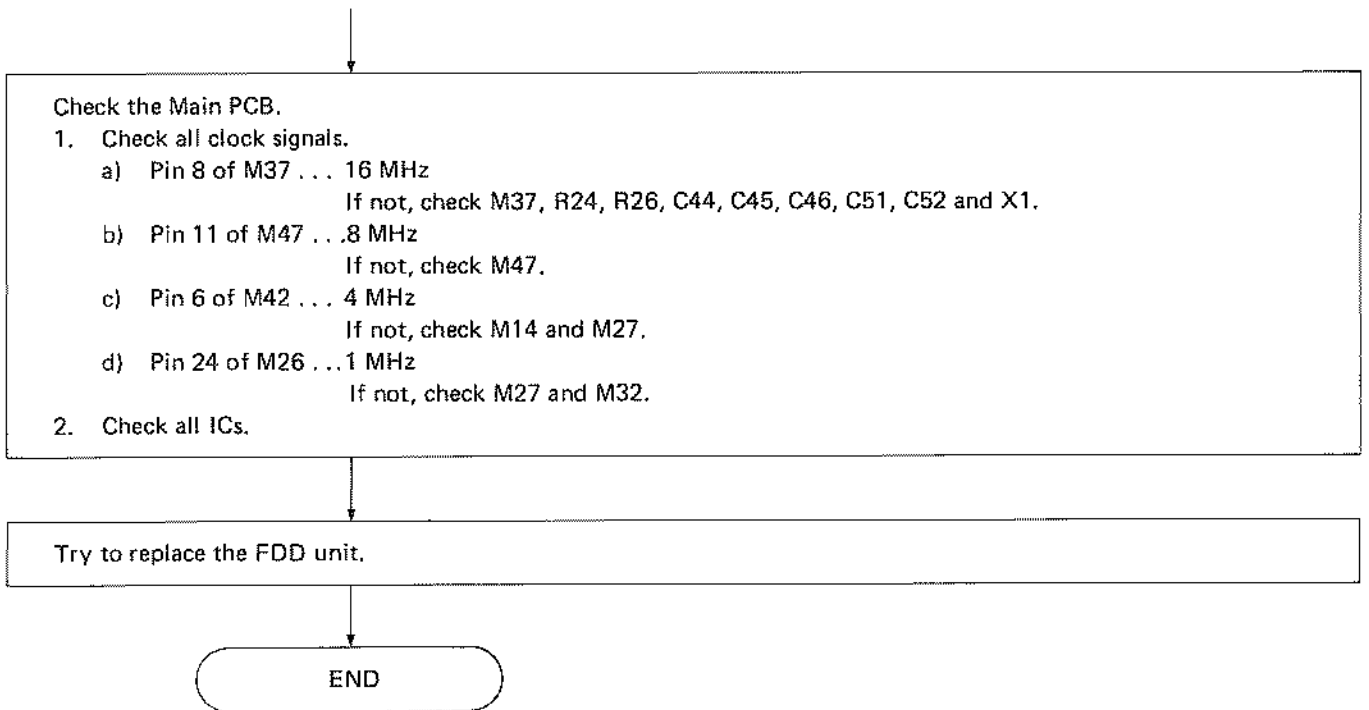 Check the Main PCB.
1. Check all clock signals.
a) Pin 8 of M37 ... 16 MHz
If not, check M37, R24, R26, C44, C45, C46, C51, C52 and X1.
b) Pin 11 of M47 ...8 MHz
If not, check M47.
c) Pin 6 of M42 ... 4 MHz
If not, check M14 and M27.
d) Pin 24 of M26 ...1 MHz
If not, check M27 and M32.
2. Check all ICs.
Try to replace the FDD unit.
END